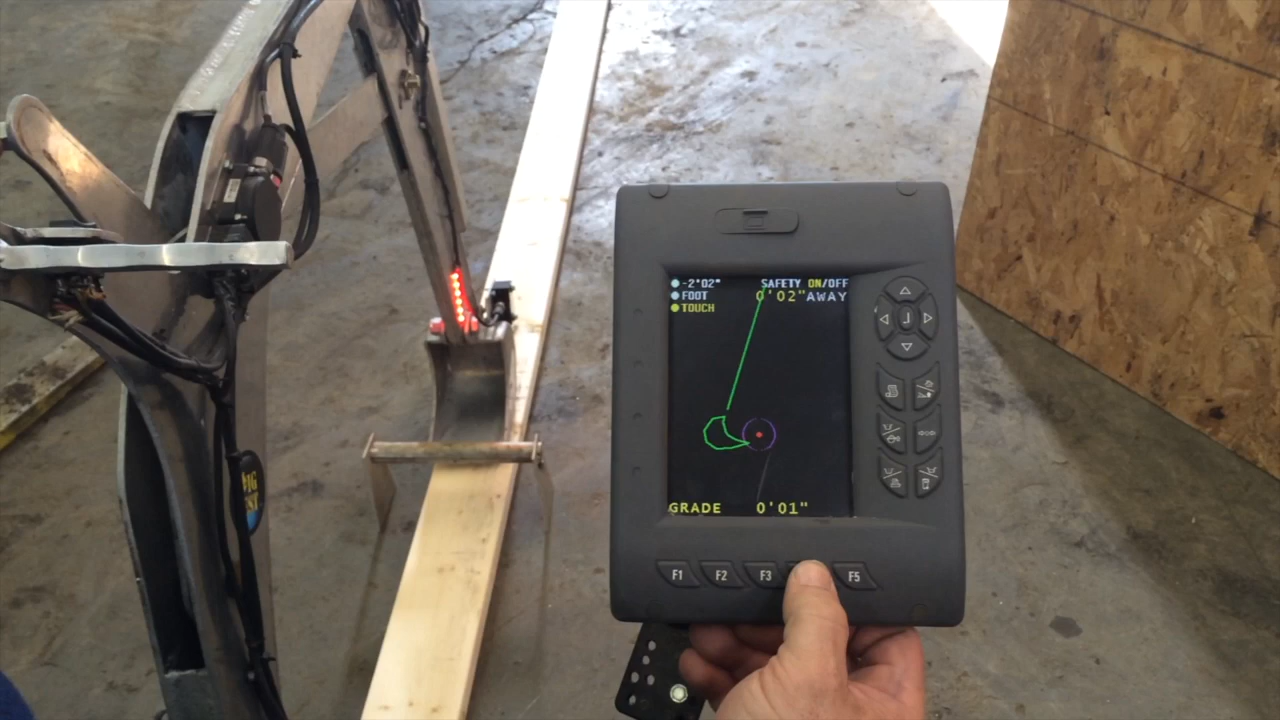 -2'02" SAFETY ON/OFF
FOOT 0'02" AWAY
TOUCH
GRADE 0'01"
F1 F2 F3 F5